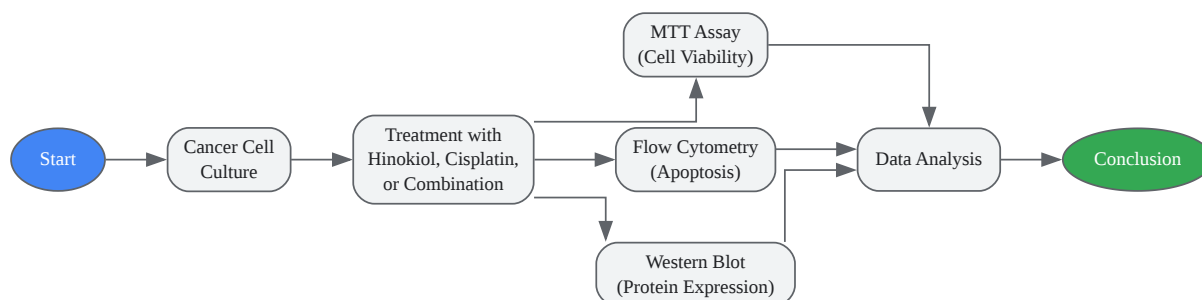 Start
Cancer Cell
Culture
Treatment with
Hinokiol, Cisplatin,
or Combination
MTT Assay
(Cell Viability)
Flow Cytometry
(Apoptosis)
Western Blot
(Protein Expression)
Data Analysis
Conclusion